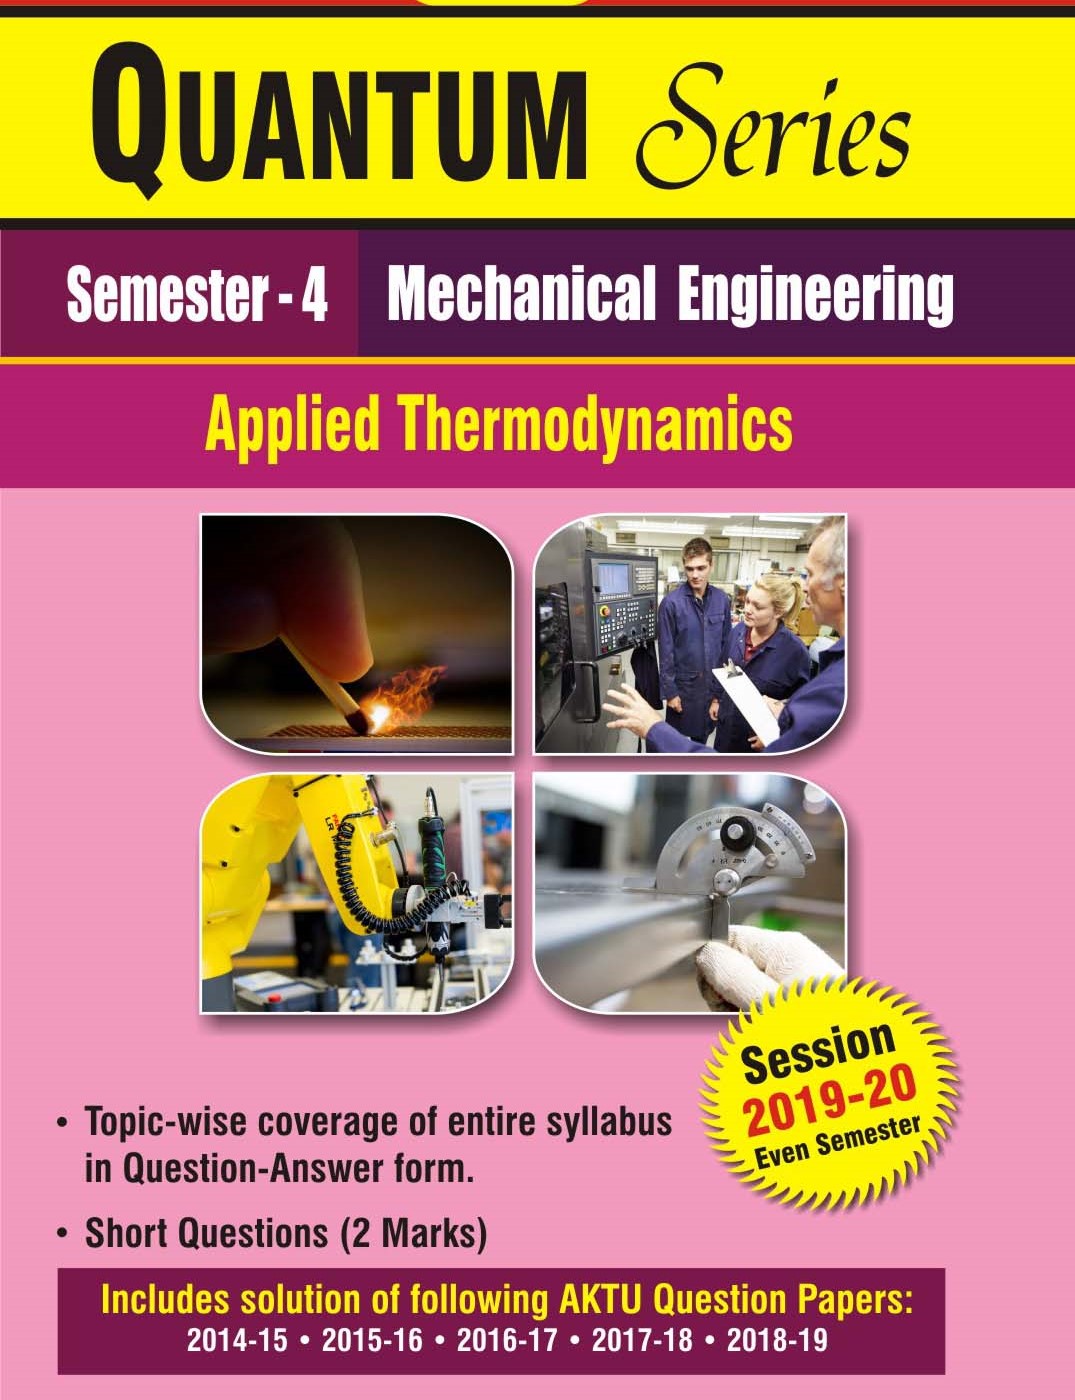 QUANTUM Series
Semester - 4 Mechanical Engineering
Applied Thermodynamics
Session
2019-20
Even Semester
• Topic-wise coverage of entire syllabus
in Question-Answer form.
• Short Questions (2 Marks)
Includes solution of following AKTU Question Papers:
2014-15 • 2015-16 • 2016-17 • 2017-18 • 2018-19